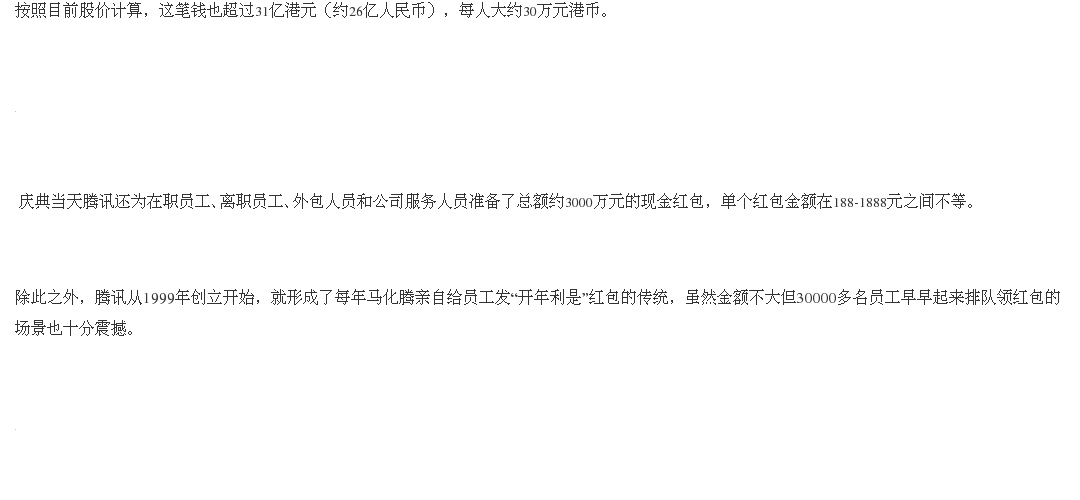 按照目前股价计算，这笔钱也超过31亿港元（约26亿人民币），每人大约30万元港币。
庆典当天腾讯还为在职员工、离职员工、外包人员和公司服务人员准备了总额约3000万元的现金红包，单个红包金额在188-1888元之间不等。
除此之外，腾讯从1999年创立开始，就形成了每年马化腾亲自给员工发“开年利是”红包的传统，虽然金额不大但30000多名员工早早起来排队领红包的
场景也十分震撼。